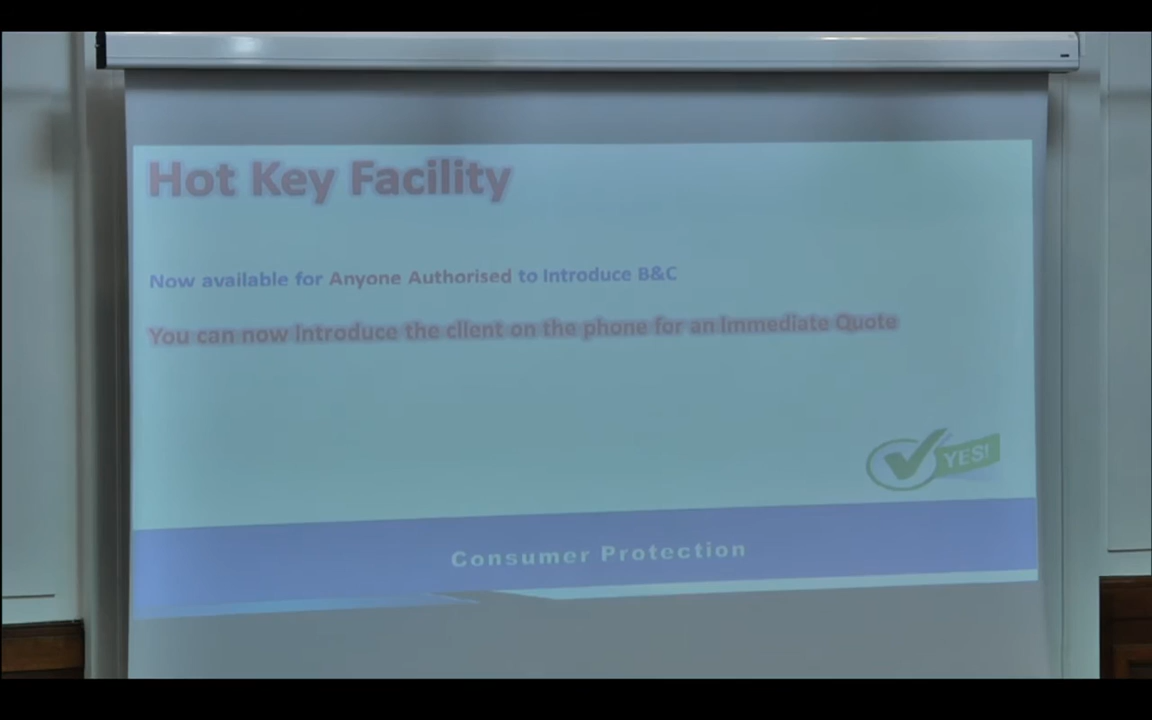 Hot Key Facility
Now available for Anyone Authorised to Introduce B&C
You can now Introduce the client on the phone for an Immediate Quote
YES!
Consumer Protection